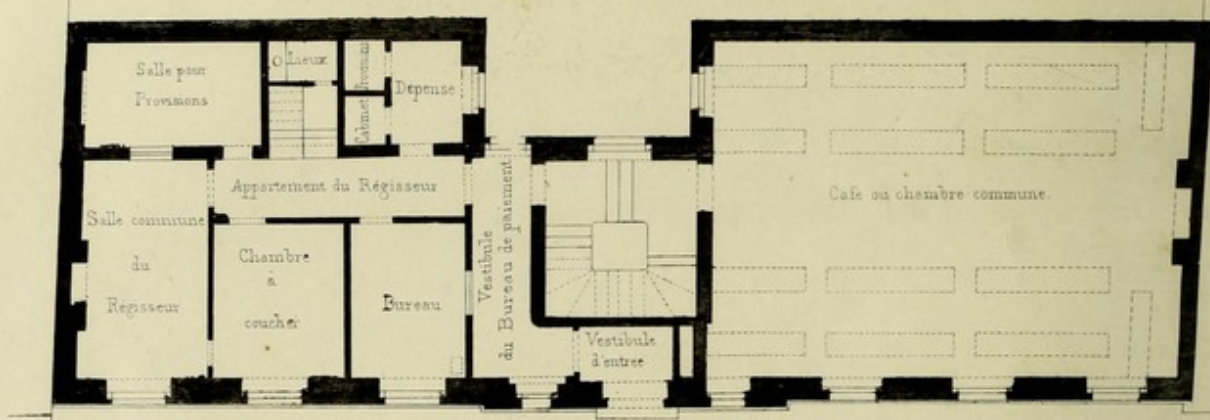 Salle pour
Provisions
Lieux
Provisions
Cabinet
Dépense
Appartement du Régisseur
Salle commune
du
Régisseur
Chambre
à
coucher
Bureau
Vestibule
du Bureau de paiement
Vestibule
d'entrée
Café ou chambre commune.